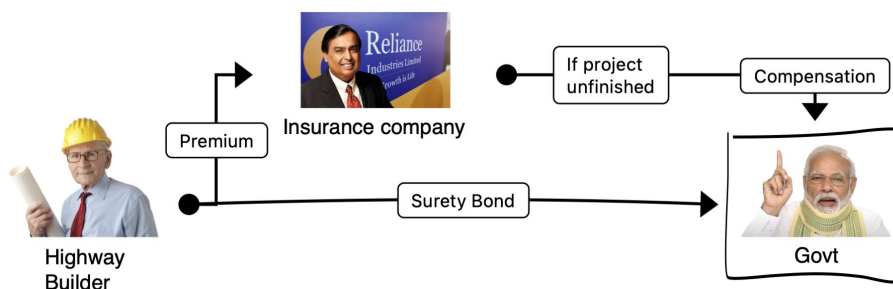 Reliance
Industries Limited
Growth is Life
Insurance company
If project
unfinished
Compensation
Premium
Surety Bond
Highway
Builder
Govt